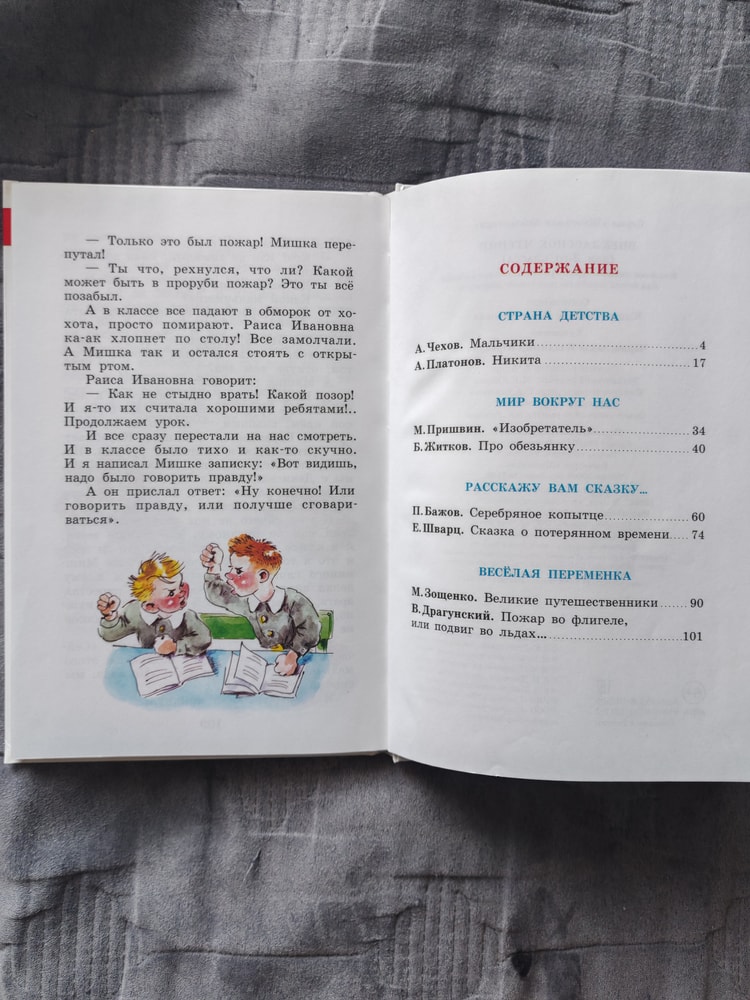 — Только это был пожар! Мишка пере-
путал!
— Ты что, рехнулся, что ли? Какой
может быть в проруби пожар? Это ты всё
позабыл.
А в классе все падают в обморок от хо-
хота, просто помирают. Раиса Ивановна
ка-ак хлопнет по столу! Все замолчали.
А Мишка так и остался стоять с откры-
тым ртом.
Раиса Ивановна говорит:
— Как не стыдно врать! Какой позор!
И я-то их считала хорошими ребятами!..
Продолжаем урок.
И все сразу перестали на нас смотреть.
И в классе было тихо и как-то скучно.
И я написал Мишке записку: «Вот видишь,
надо было говорить правду!»
А он прислал ответ: «Ну конечно! Или
говорить правду, или получше сговари-
ваться».
СОДЕРЖАНИЕ
СТРАНА ДЕТСТВА
А. Чехов. Мальчики 4
А. Платонов. Никита 17
МИР ВОКРУГ НАС
М. Пришвин. «Изобретатель» 34
Б. Житков. Про обезьянку 40
РАССКАЖУ ВАМ СКАЗКУ...
П. Бажов. Серебряное копытце 60
Е. Шварц. Сказка о потерянном времени 74
ВЕСЁЛАЯ ПЕРЕМЕНКА
М. Зощенко. Великие путешественники 90
В. Драгунский. Пожар во флигеле,
или подвиг во льдах... 101